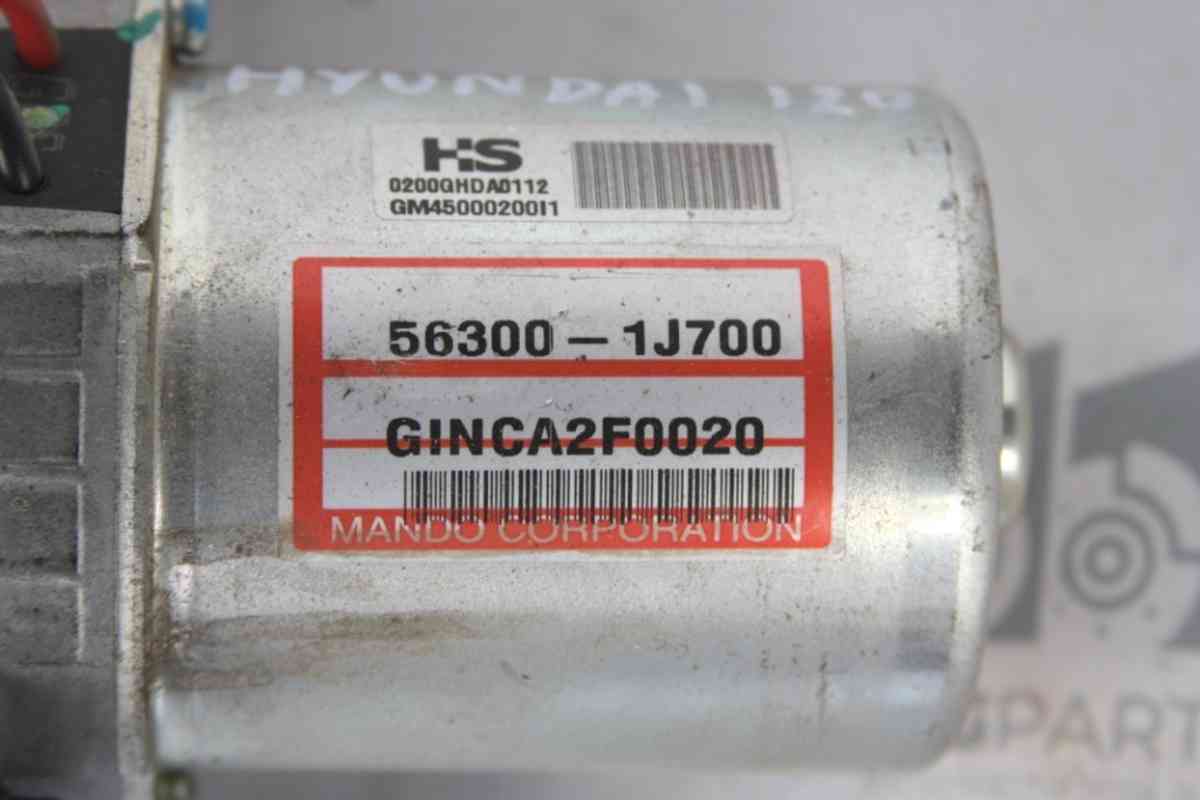 HYUNDAI I20
HS
0200GHDA0112
GM4500020011
56300-1J700
GINCA2F0020
MANDO CORPORATION